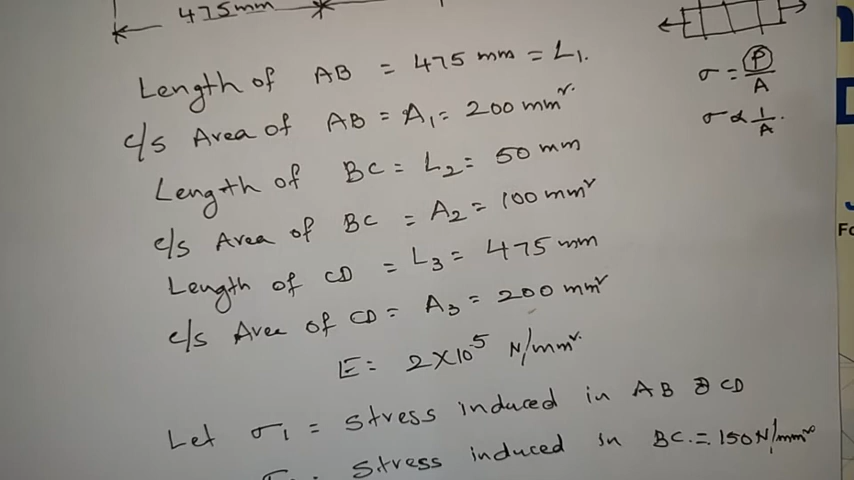 475mm
Length of AB = 475 mm = L₁.
c/s Area of AB = A₁ = 200 mm²
Length of BC = L₂ = 50 mm
c/s Area of BC = A₂ = 100 mm²
Length of CD = L₃ = 475 mm
c/s Area of CD = A₃ = 200 mm²
E = 2×10⁻⁵ N/mm²
Let σ₁ = stress induced in AB & CD
stress induced in BC. = 150 N/mm²
σ = P/A
σ ∝ 1/A.